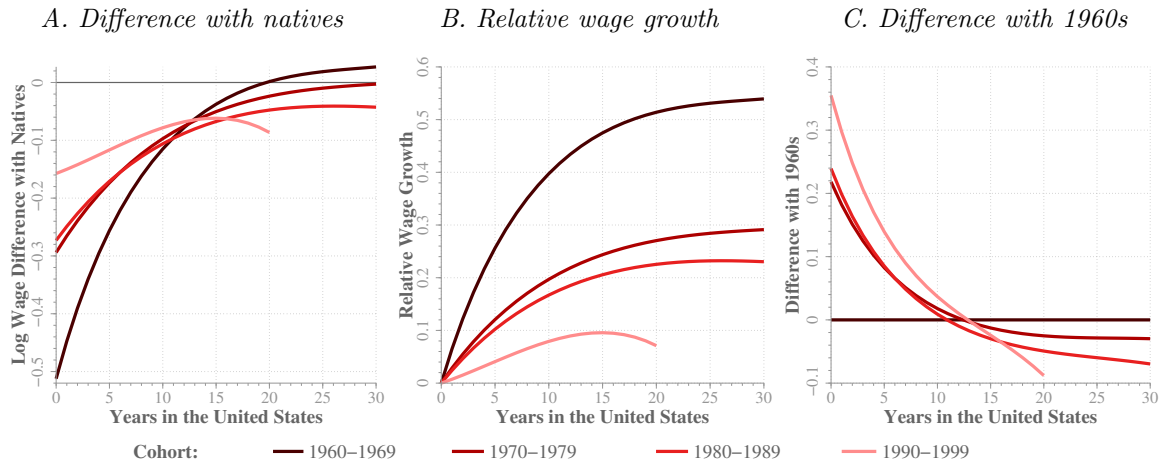 A. Difference with natives
B. Relative wage growth
C. Difference with 1960s
Log Wage Difference with Natives
0
−0.1
−0.2
−0.3
−0.4
−0.5
0 5 10 15 20 25 30
Years in the United States
Relative Wage Growth
0.6
0.5
0.4
0.3
0.2
0.1
0
0 5 10 15 20 25 30
Years in the United States
Difference with 1960s
0.4
0.3
0.2
0.1
0
−0.1
0 5 10 15 20 25 30
Years in the United States
Cohort: 1960–1969 1970–1979 1980–1989 1990–1999